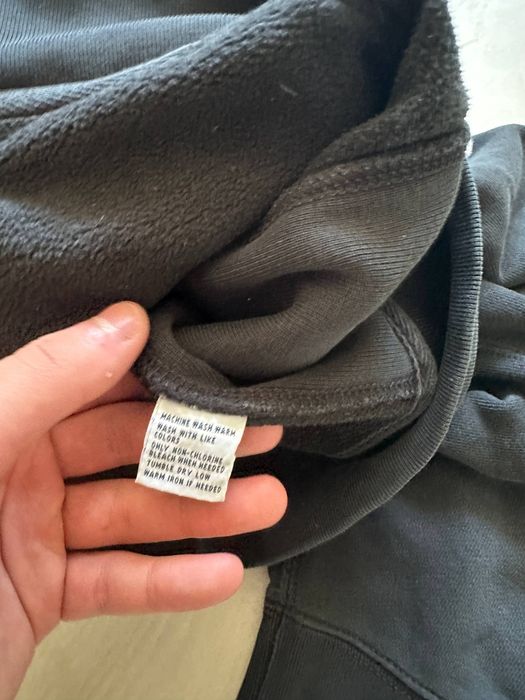 MACHINE WASH WARM
WASH WITH LIKE
COLORS
ONLY NON-CHLORINE
BLEACH WHEN NEEDED
TUMBLE DRY LOW
WARM IRON IF NEEDED